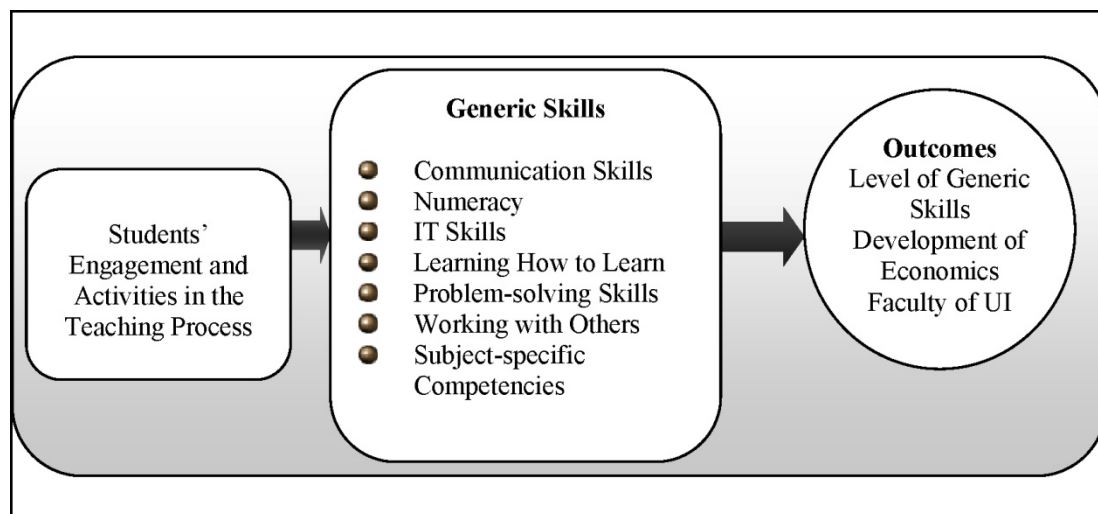 Students’
Engagement and
Activities in the
Teaching Process
Generic Skills
Communication Skills
Numeracy
IT Skills
Learning How to Learn
Problem-solving Skills
Working with Others
Subject-specific
Competencies
Outcomes
Level of Generic
Skills
Development of
Economics
Faculty of UI